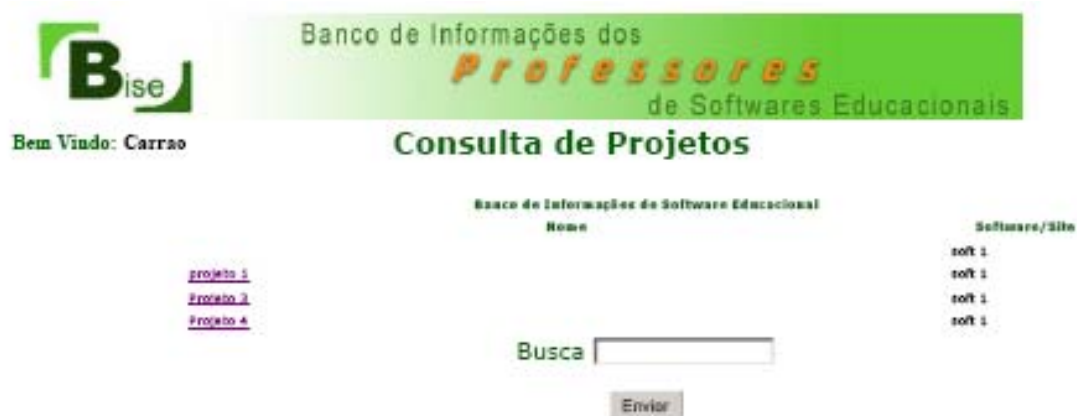 Bise
Banco de Informações dos
Professores
de Softwares Educacionais
Bem Vindo: Carrao
Consulta de Projetos
Banco de Informações de Software Educacional
Nome Software/Site
soft 1
projeto 1 soft 1
Projeto 3 soft 1
Projeto 4 soft 1
Busca
Enviar